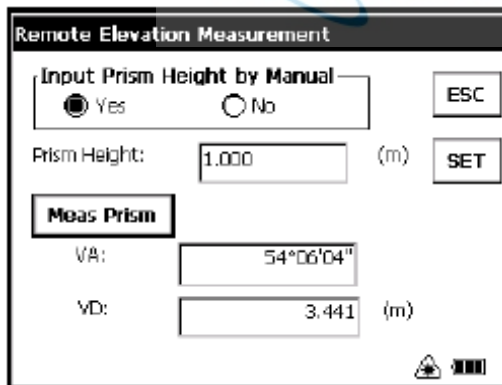 Remote Elevation Measurement
Input Prism Height by Manual
Yes No
ESC
Prism Height: 1.000 (m)
SET
Meas Prism
VA: 54°06'04"
VD: 3.441 (m)